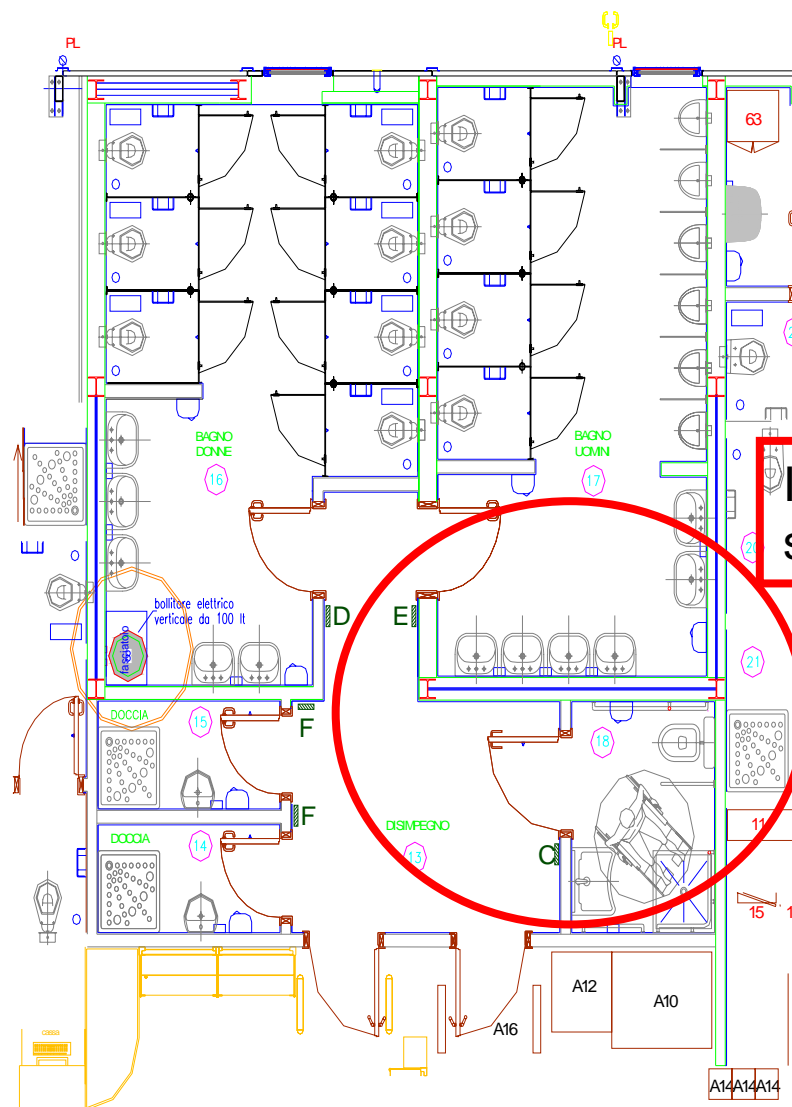 PL
PL
63
BAGNO
DONNE
16
BAGNO
UOMINI
17
20
bollitore elettrico
verticale da 100 lt
fasciatoio
D
E
21
DOCCIA
15
F
18
F
DOCCIA
14
DISIMPEGNO
13
C
11
15
A12
A10
A16
A14
A14
A14